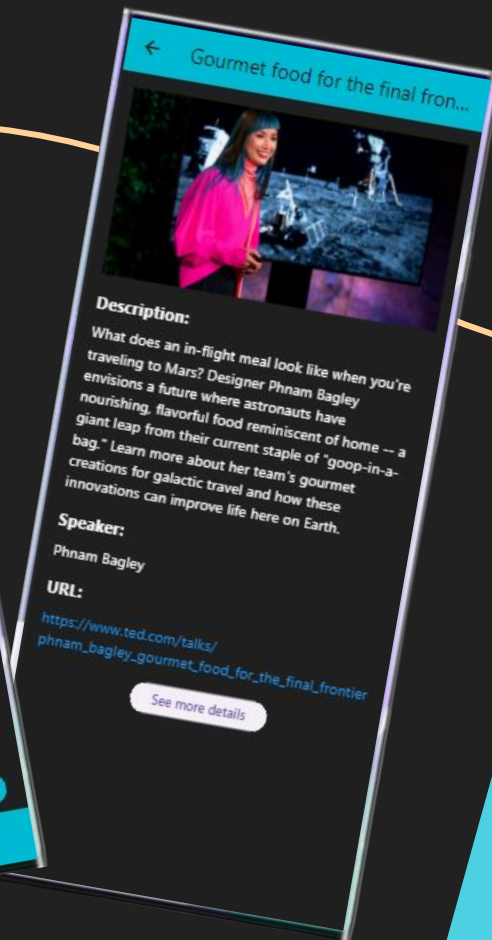 Gourmet food for the final fron...
Description:
What does an in-flight meal look like when you're
traveling to Mars? Designer Phnam Bagley
envisions a future where astronauts have
nourishing, flavorful food reminiscent of home -- a
giant leap from their current staple of "goop-in-a-
bag." Learn more about her team's gourmet
creations for galactic travel and how these
innovations can improve life here on Earth.
Speaker:
Phnam Bagley
URL:
https://www.ted.com/talks/
phnam_bagley_gourmet_food_for_the_final_frontier
See more details